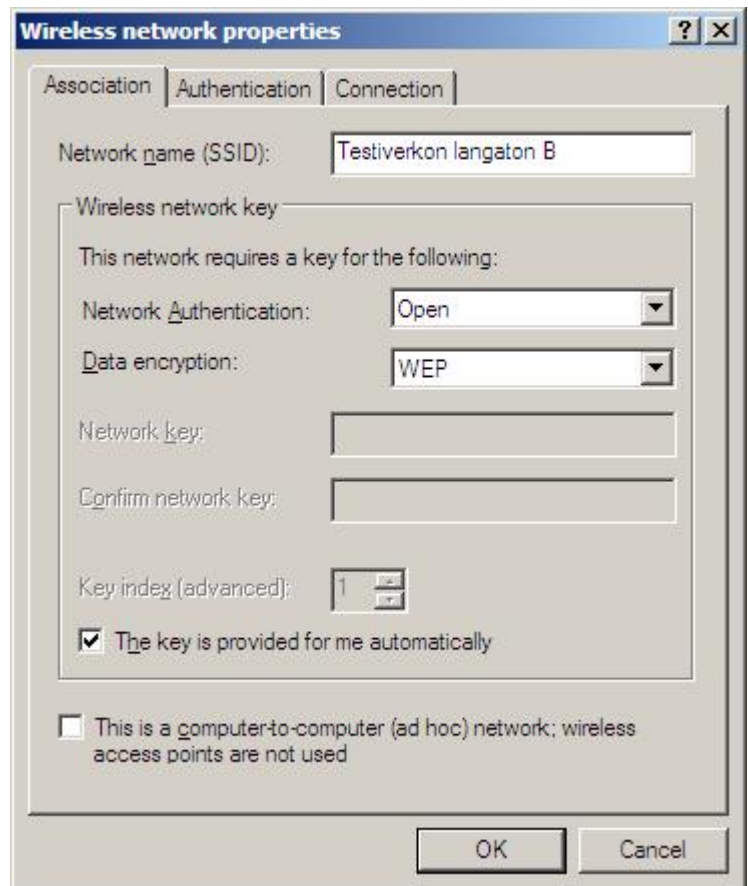 Wireless network properties
Association Authentication Connection
Network name (SSID): Testiverkon langaton B
Wireless network key
This network requires a key for the following:
Network Authentication: Open
Data encryption: WEP
Network key:
Confirm network key:
Key index (advanced): 1
The key is provided for me automatically
This is a computer-to-computer (ad hoc) network; wireless
access points are not used
OK Cancel